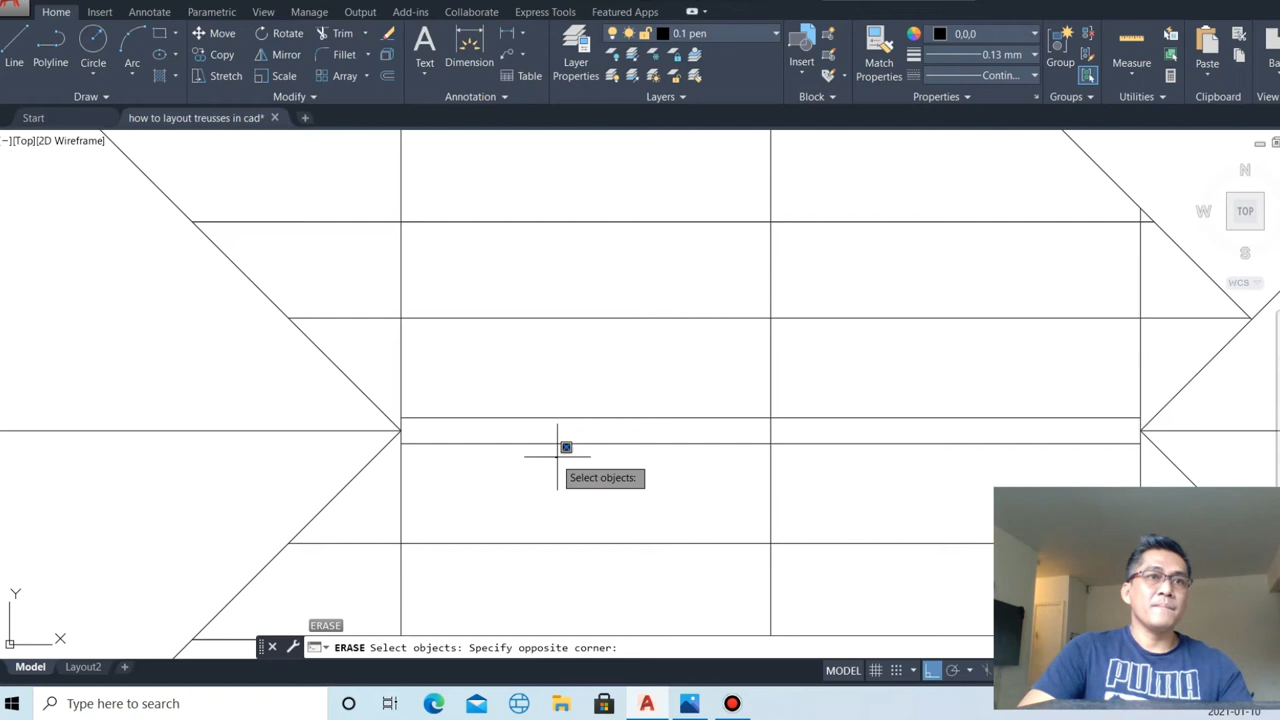 Home Insert Annotate Parametric View Manage Output Add-ins Collaborate Express Tools Featured Apps
Line Polyline Circle Arc
Move Rotate Trim
Copy Mirror Fillet
Stretch Scale Array
Text Dimension Table
Layer Properties
0.1 pen
Insert
Match Properties
0,0,0
0.13 mm
Contin...
Group
Measure
Paste
Ba
Draw Modify Annotation Layers Block Properties Groups Utilities Clipboard View
Start how to layout treusses in cad*
[−][Top][2D Wireframe]
N
W TOP
S
WCS
Select objects:
Y
X
ERASE
ERASE Select objects: Specify opposite corner:
Model Layout2
MODEL
PUMA
Type here to search
2021-01-10